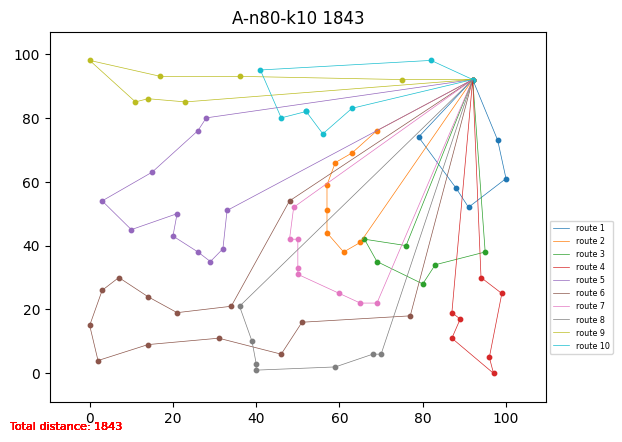 A-n80-k10 1843
100
80
60
40
20
0
0 20 40 60 80 100
route 1
route 2
route 3
route 4
route 5
route 6
route 7
route 8
route 9
route 10
Total distance: 1843